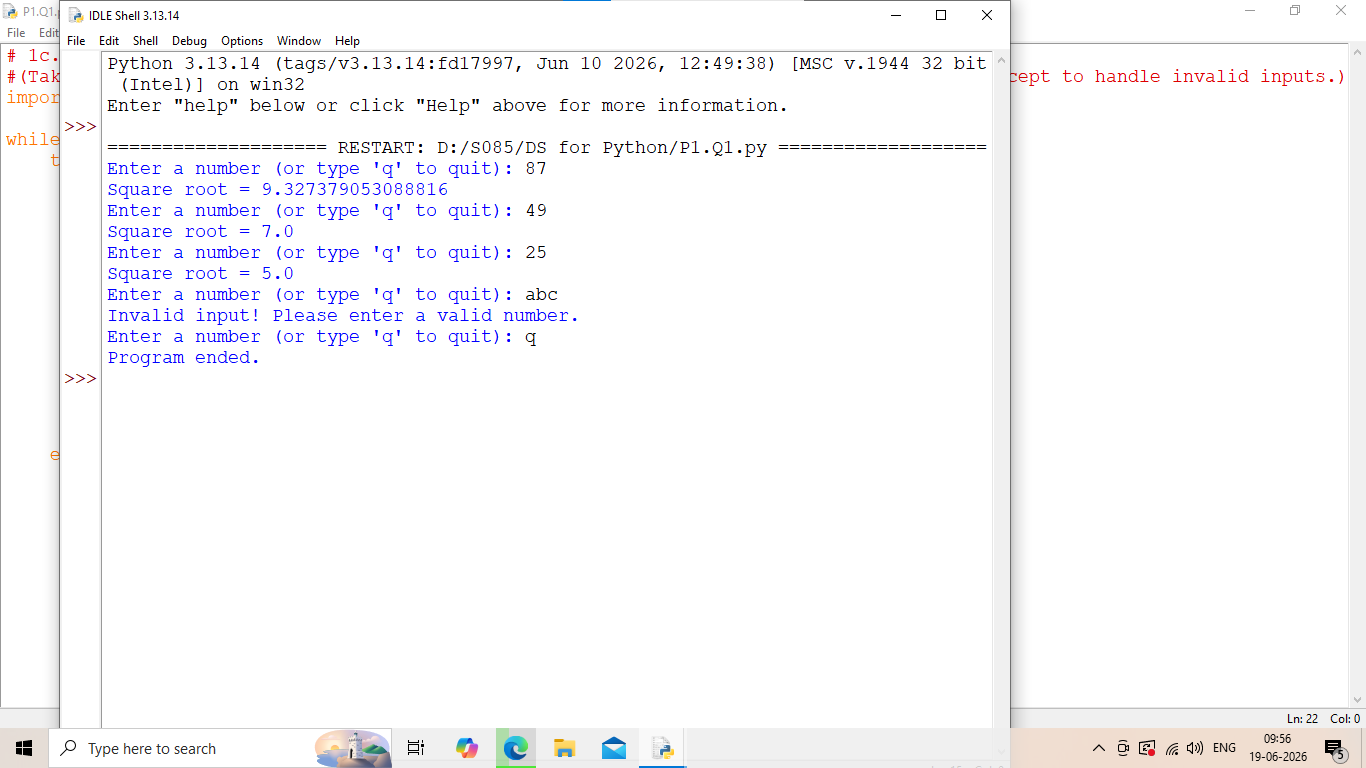 P1.Q1.
IDLE Shell 3.13.14
File Edit
File Edit Shell Debug Options Window Help
# 1c.
#(Tak
cept to handle invalid inputs.)
impor
while
t
e
Python 3.13.14 (tags/v3.13.14:fd17997, Jun 10 2026, 12:49:38) [MSC v.1944 32 bit
(Intel)] on win32
Enter "help" below or click "Help" above for more information.
>>>
==================== RESTART: D:/S085/DS for Python/P1.Q1.py ===================
Enter a number (or type 'q' to quit): 87
Square root = 9.327379053088816
Enter a number (or type 'q' to quit): 49
Square root = 7.0
Enter a number (or type 'q' to quit): 25
Square root = 5.0
Enter a number (or type 'q' to quit): abc
Invalid input! Please enter a valid number.
Enter a number (or type 'q' to quit): q
Program ended.
>>>
Ln: 22 Col: 0
Type here to search
ENG
09:56
19-06-2026
5